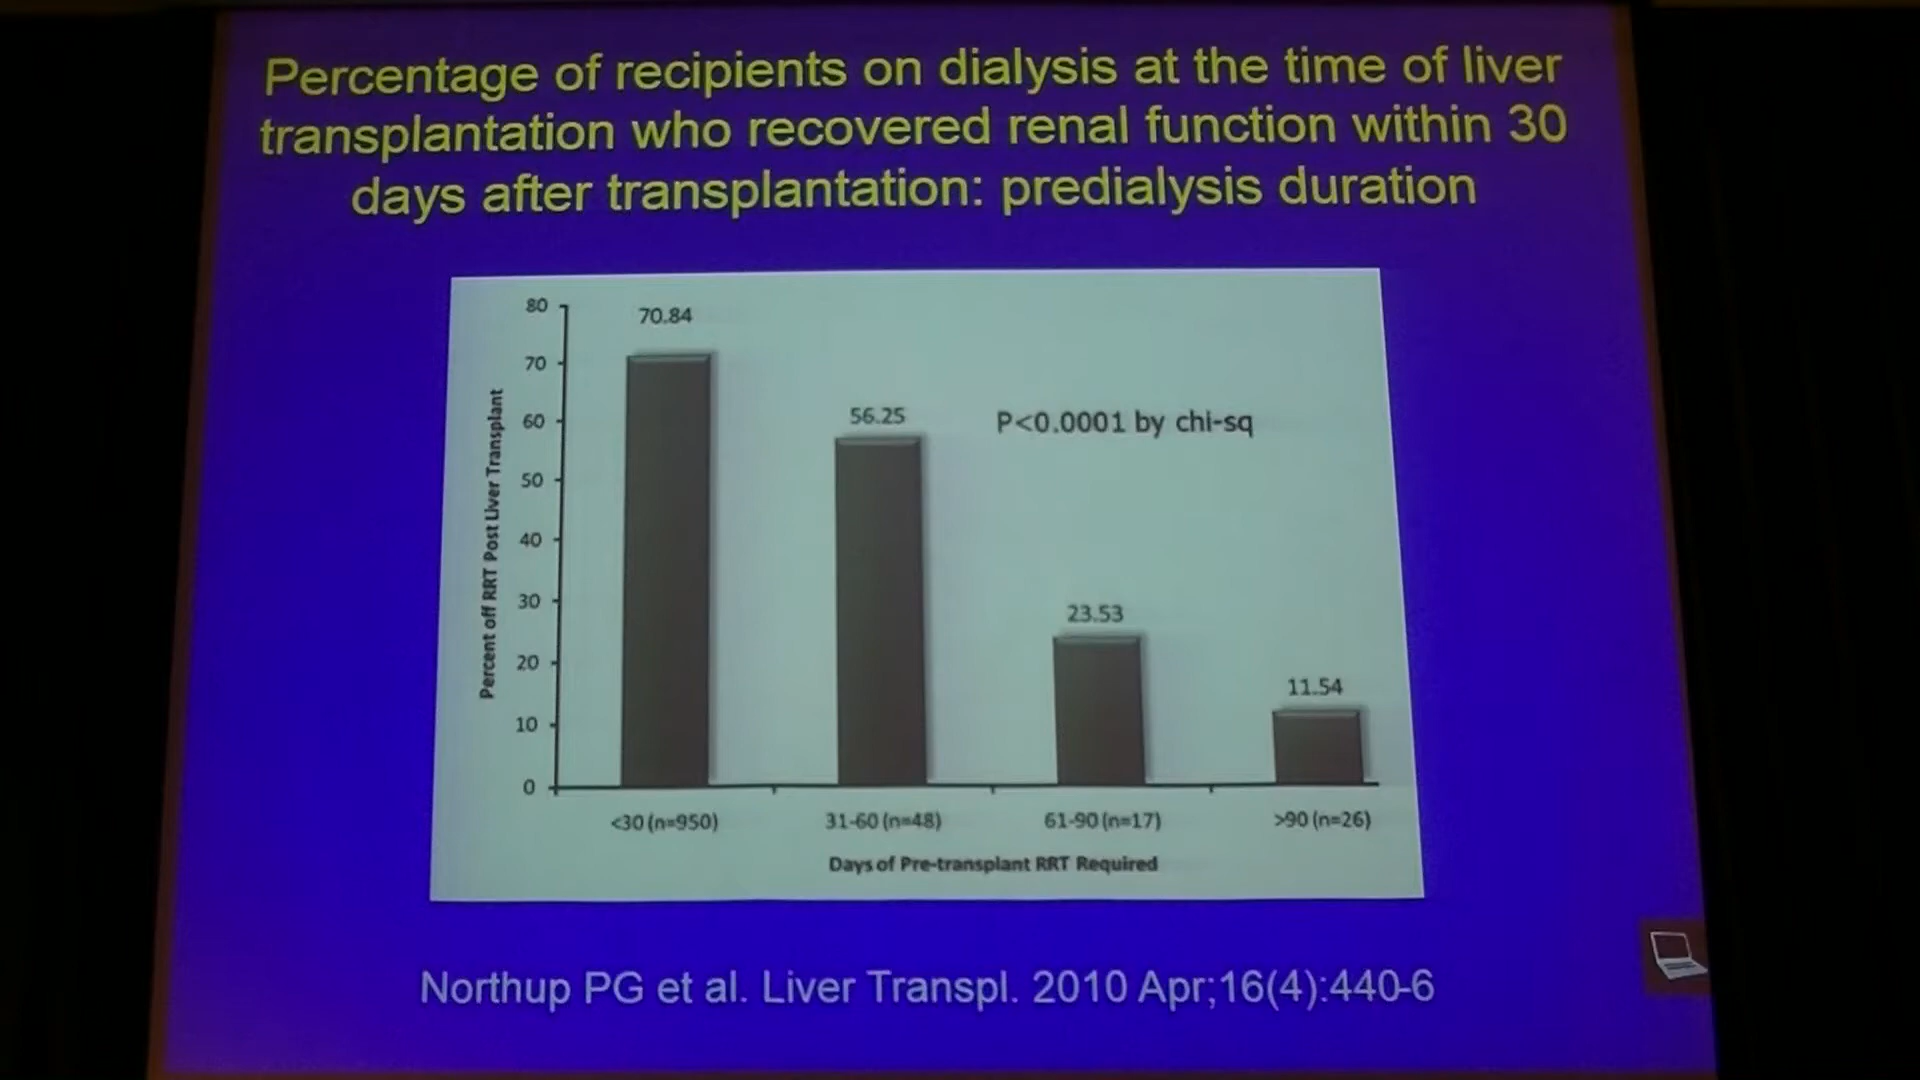 Percentage of recipients on dialysis at the time of liver
transplantation who recovered renal function within 30
days after transplantation: predialysis duration
80
70
60
50
40
30
20
10
0
Percent off RRT Post Liver Transplant
70.84
56.25
23.53
11.54
P<0.0001 by chi-sq
<30 (n=950)
31-60 (n=48)
61-90 (n=17)
>90 (n=26)
Days of Pre-transplant RRT Required
Northup PG et al. Liver Transpl. 2010 Apr;16(4):440-6